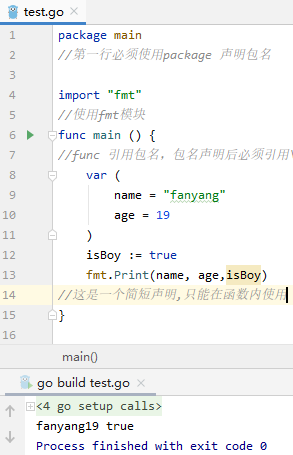 test.go
1 package main
2 //第一行必须使用package 声明包名
3
4 import "fmt"
5 //使用fmt模块
6 func main () {
7 //func 引用包名，包名声明后必须引用
8 var (
9 name = "fanyang"
10 age = 19
11 )
12 isBoy := true
13 fmt.Print(name, age,isBoy)
14 //这是一个简短声明,只能在函数内使用
15 }
16
main()
go build test.go
<4 go setup calls>
fanyang19 true
Process finished with exit code 0